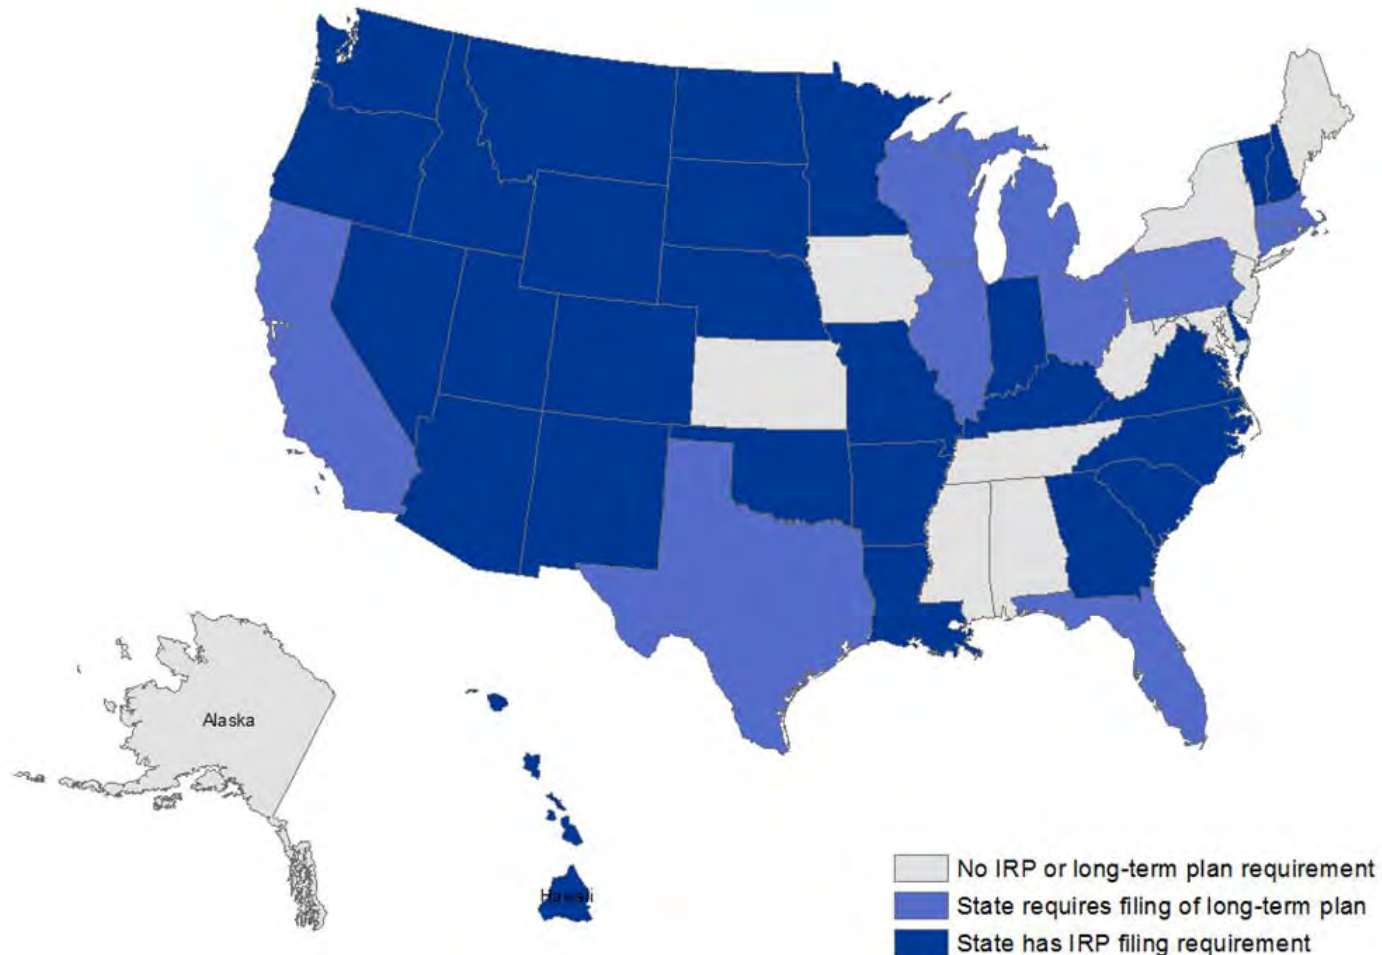 Alaska
Hawaii
No IRP or long-term plan requirement
State requires filing of long-term plan
State has IRP filing requirement